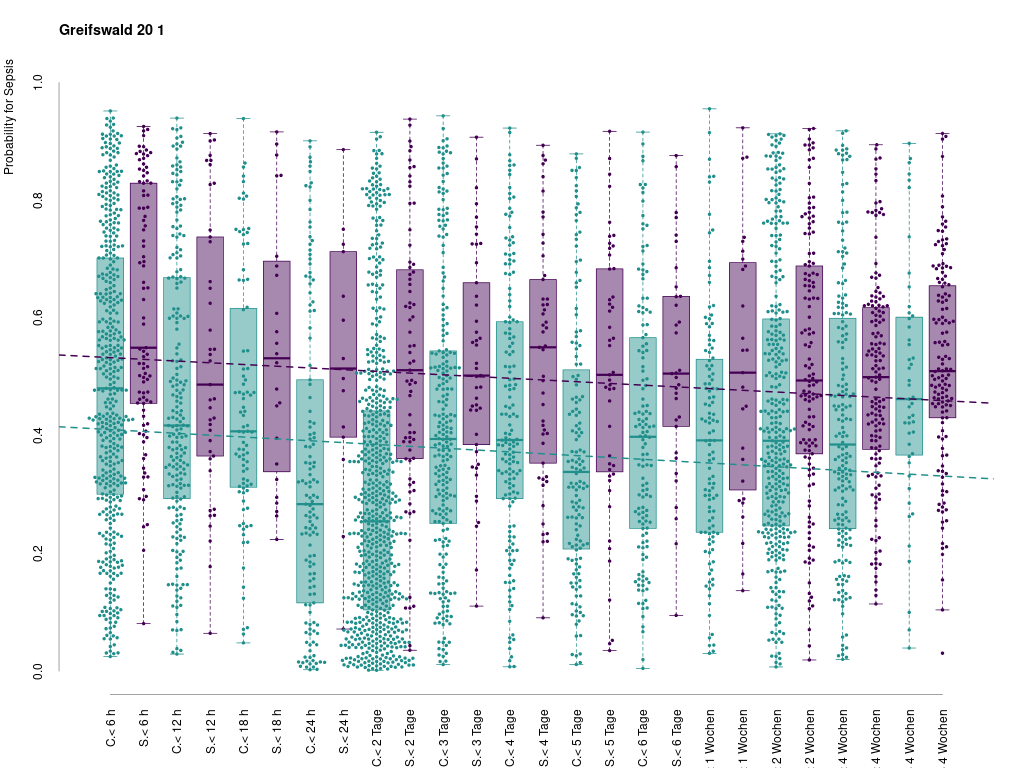 Greifswald 20 1
Probability for Sepsis
1.0
0.8
0.6
0.4
0.2
0.0
C.< 6 h
S.< 6 h
C.< 12 h
S.< 12 h
C.< 18 h
S.< 18 h
C.< 24 h
S.< 24 h
C.< 2 Tage
S.< 2 Tage
C.< 3 Tage
S.< 3 Tage
C.< 4 Tage
S.< 4 Tage
C.< 5 Tage
S.< 5 Tage
C.< 6 Tage
S.< 6 Tage
1 Wochen
1 Wochen
2 Wochen
2 Wochen
4 Wochen
4 Wochen
4 Wochen
4 Wochen